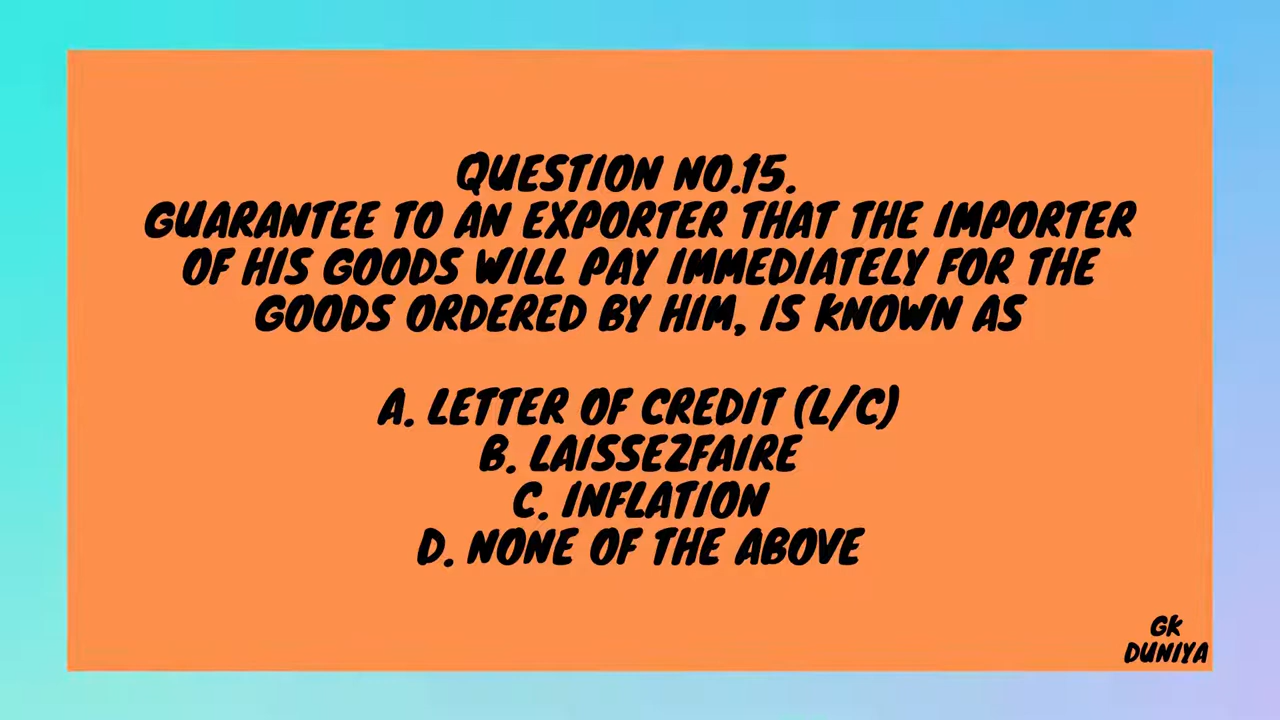 QUESTION NO.15.
GUARANTEE TO AN EXPORTER THAT THE IMPORTER
OF HIS GOODS WILL PAY IMMEDIATELY FOR THE
GOODS ORDERED BY HIM, IS KNOWN AS
A. LETTER OF CREDIT (L/C)
B. LAISSEZFAIRE
C. INFLATION
D. NONE OF THE ABOVE
GK
DUNIYA